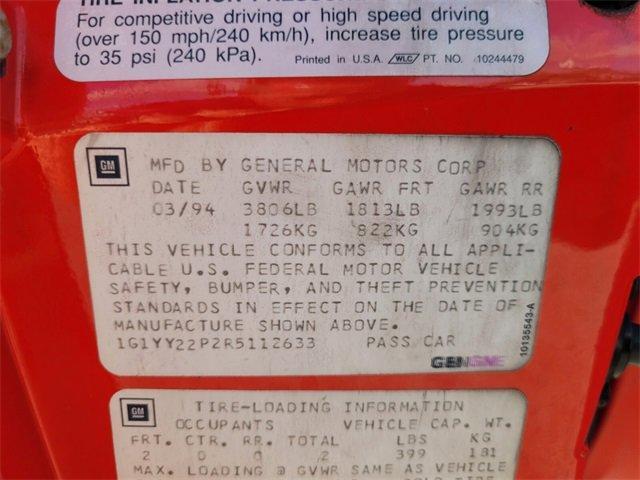 TIRE INFLATION PRESSURE
For competitive driving or high speed driving
(over 150 mph/240 km/h), increase tire pressure
to 35 psi (240 kPa).
Printed in U.S.A. WLC PT. NO. 10244479
GM
MFD BY GENERAL MOTORS CORP
DATE GVWR GAWR FRT GAWR RR
03/94 3806LB 1813LB 1993LB
1726KG 822KG 904KG
THIS VEHICLE CONFORMS TO ALL APPLI-
CABLE U.S. FEDERAL MOTOR VEHICLE
SAFETY, BUMPER, AND THEFT PREVENTION
STANDARDS IN EFFECT ON THE DATE OF
MANUFACTURE SHOWN ABOVE.
1G1YY22P2R5112633 PASS CAR
10135543-A
GM
TIRE-LOADING INFORMATION
OCCUPANTS VEHICLE CAP. WT.
FRT. CTR. RR. TOTAL LBS KG
2 0 0 2 399 181
MAX. LOADING @ GVWR SAME AS VEHICLE